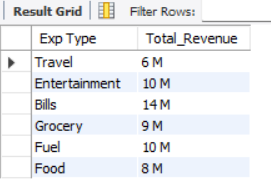 Result Grid Filter Rows:
Exp Type Total_Revenue
Travel 6 M
Entertainment 10 M
Bills 14 M
Grocery 9 M
Fuel 10 M
Food 8 M